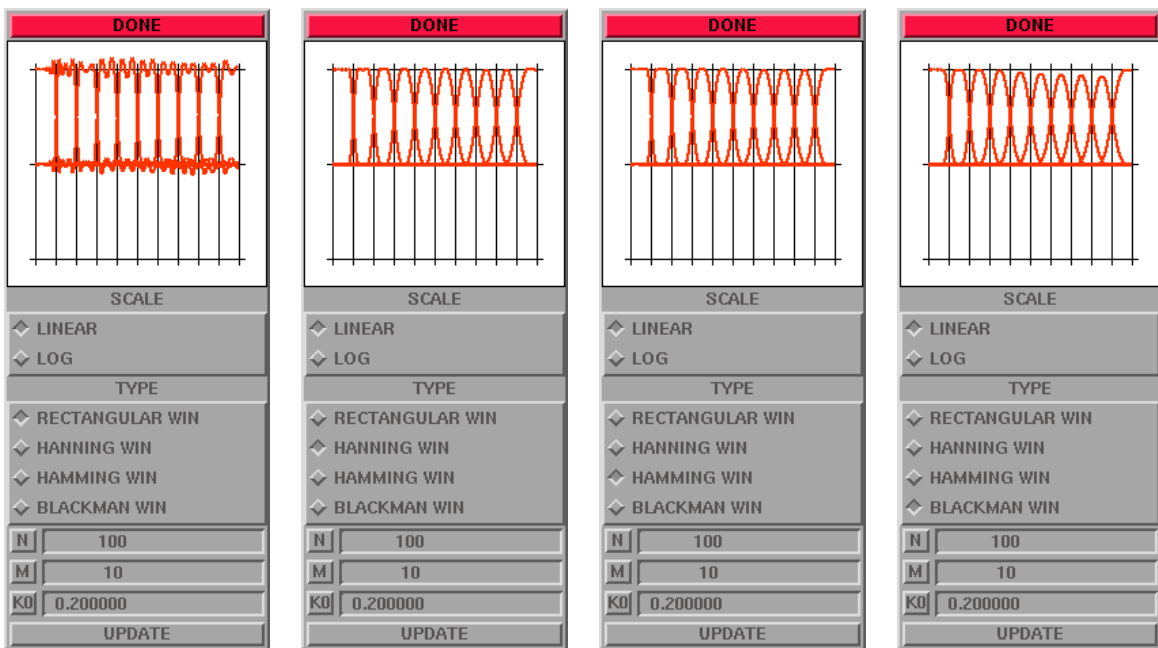 DONE
SCALE
LINEAR
LOG
TYPE
RECTANGULAR WIN
HANNING WIN
HAMMING WIN
BLACKMAN WIN
N 100
M 10
K0 0.200000
UPDATE
DONE
SCALE
LINEAR
LOG
TYPE
RECTANGULAR WIN
HANNING WIN
HAMMING WIN
BLACKMAN WIN
N 100
M 10
K0 0.200000
UPDATE
DONE
SCALE
LINEAR
LOG
TYPE
RECTANGULAR WIN
HANNING WIN
HAMMING WIN
BLACKMAN WIN
N 100
M 10
K0 0.200000
UPDATE
DONE
SCALE
LINEAR
LOG
TYPE
RECTANGULAR WIN
HANNING WIN
HAMMING WIN
BLACKMAN WIN
N 100
M 10
K0 0.200000
UPDATE